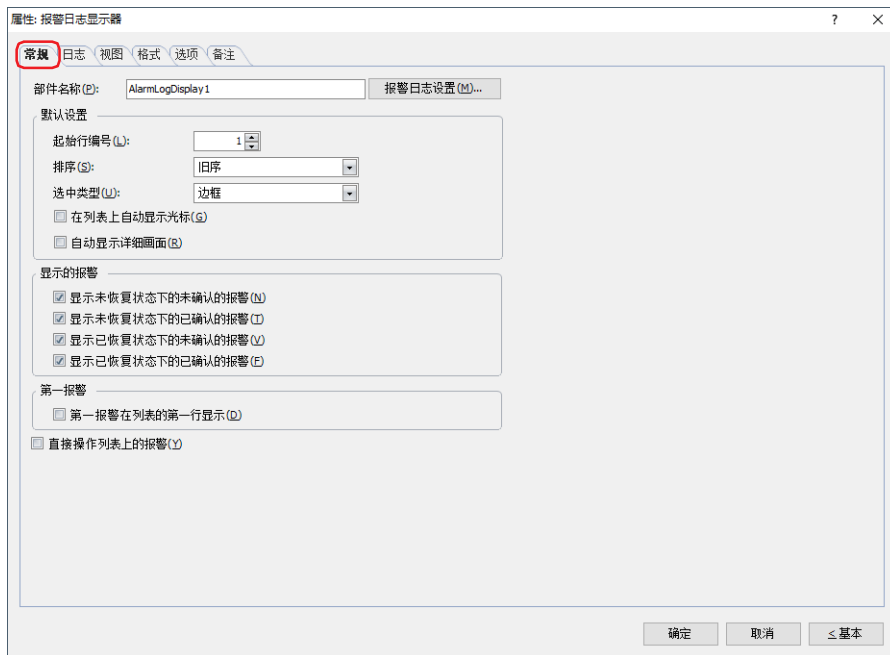 属性: 报警日志显示器
?
常规 日志 视图 格式 选项 备注
部件名称(P): AlarmLogDisplay1 报警日志设置(M)...
默认设置
起始行编号(L): 1
排序(S): 旧序
选中类型(U): 边框
在列表上自动显示光标(G)
自动显示详细画面(R)
显示的报警
显示未恢复状态下的未确认的报警(N)
显示未恢复状态下的已确认的报警(T)
显示已恢复状态下的未确认的报警(V)
显示已恢复状态下的已确认的报警(F)
第一报警
第一报警在列表的第一行显示(D)
直接操作列表上的报警(Y)
确定 取消 <基本